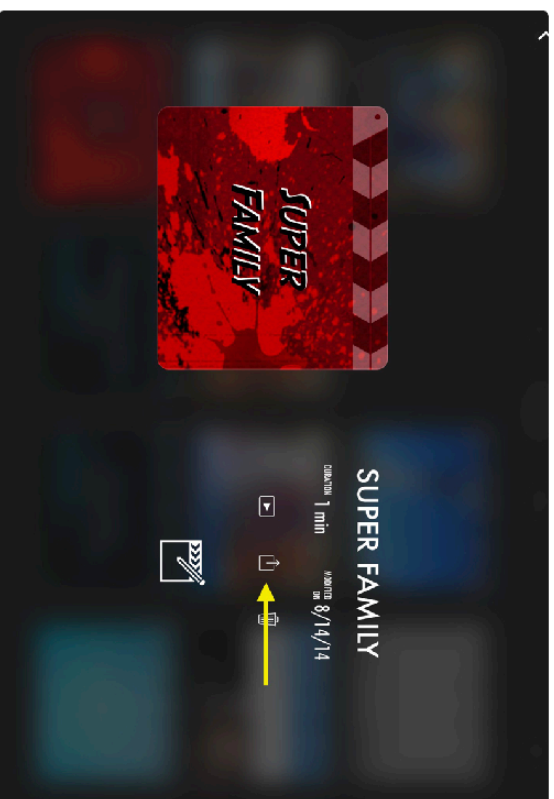 SUPER
FAMILY
SUPER FAMILY
DURATION 1 min
MODIFIED ON 8/14/14